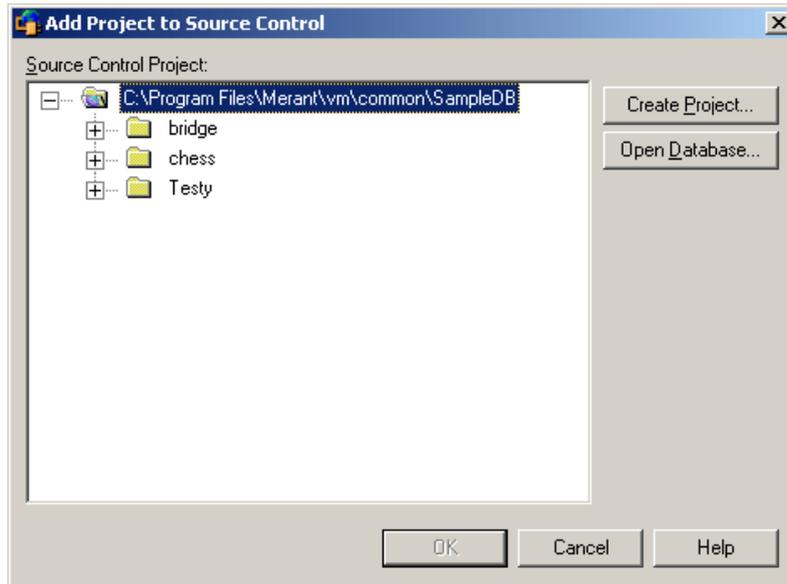 Add Project to Source Control
Source Control Project:
C:\Program Files\Merant\vm\common\SampleDB
bridge
chess
Testy
Create Project...
Open Database...
OK
Cancel
Help